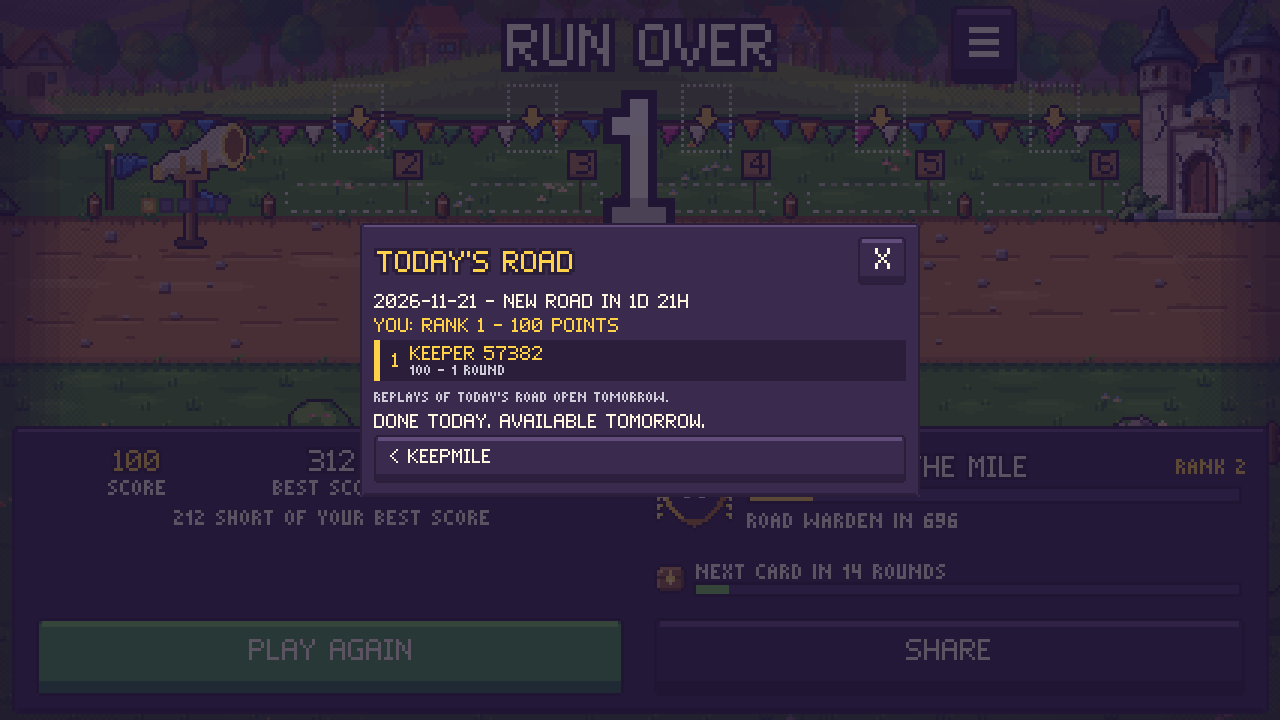 RUN OVER
1
2
3
4
5
6
TODAY'S ROAD
X
2026-11-21 - NEW ROAD IN 1D 21H
YOU: RANK 1 - 100 POINTS
1 KEEPER 57382
100 - 1 ROUND
REPLAYS OF TODAY'S ROAD OPEN TOMORROW.
DONE TODAY. AVAILABLE TOMORROW.
< KEEPMILE
100
SCORE
312
BEST
212 SHORT OF YOUR BEST SCORE
MILE
RANK 2
ROAD WARDEN IN 696
NEXT CARD IN 14 ROUNDS
PLAY AGAIN
SHARE